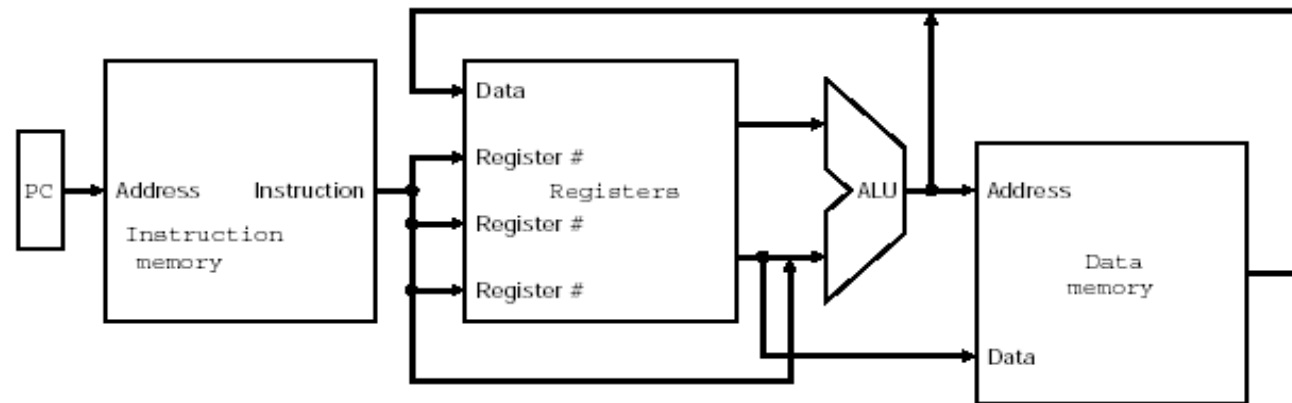 PC
Address
Instruction
Instruction
memory
Data
Register #
Registers
Register #
Register #
ALU
Address
Data
memory
Data